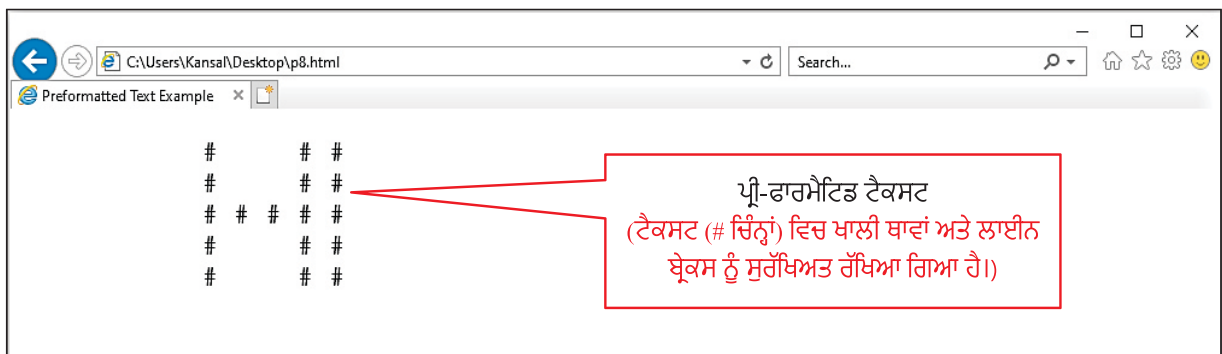 C:\Users\Kansal\Desktop\p8.html
Search...
Preformatted Text Example
#     # #
#     # #
# # # # #
#     # #
#     # #
ਪ੍ਰੀ-ਫਾਰਮੈਟਿਡ ਟੈਕਸਟ
(ਟੈਕਸਟ (# ਚਿੰਨ੍ਹਾਂ) ਵਿਚ ਖਾਲੀ ਥਾਵਾਂ ਅਤੇ ਲਾਈਨ
ਬ੍ਰੇਕਸ ਨੂੰ ਸੁਰੱਖਿਅਤ ਰੱਖਿਆ ਗਿਆ ਹੈ।)